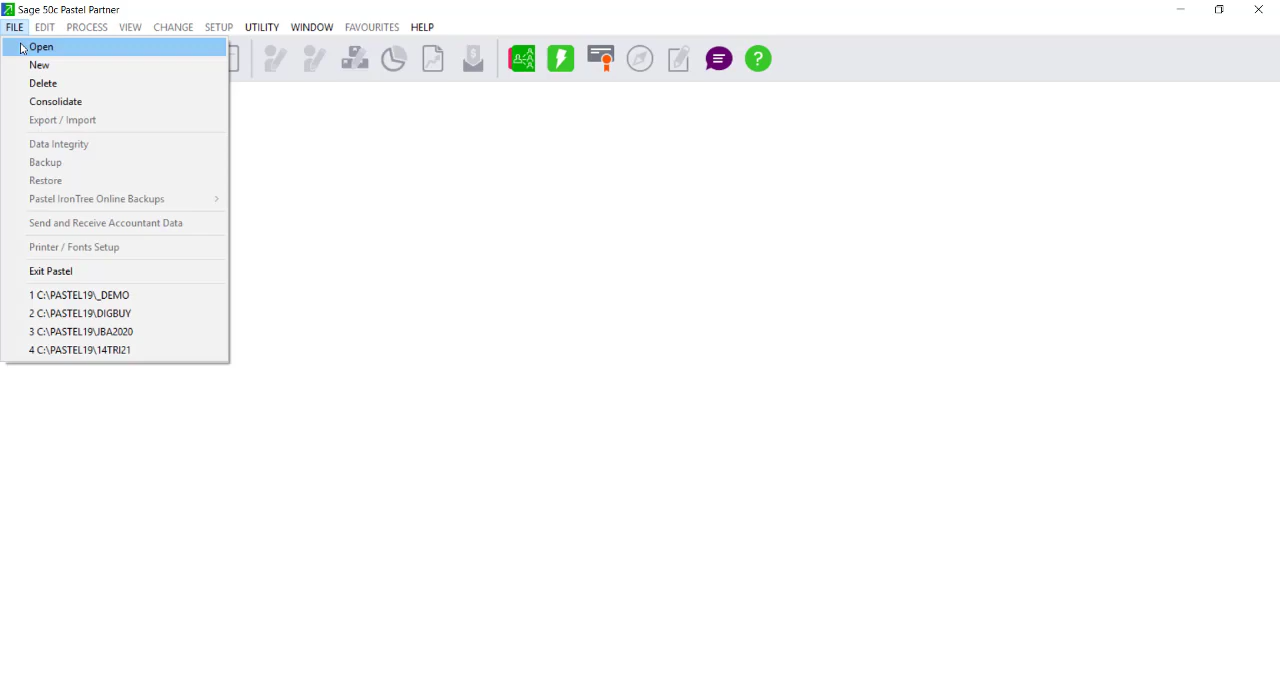 Sage 50c Pastel Partner
FILE EDIT PROCESS VIEW CHANGE SETUP UTILITY WINDOW FAVOURITES HELP
Open
New
Delete
Consolidate
Export / Import
Data Integrity
Backup
Restore
Pastel IronTree Online Backups
Send and Receive Accountant Data
Printer / Fonts Setup
Exit Pastel
1 C:\PASTEL19\_DEMO
2 C:\PASTEL19\DIGBUY
3 C:\PASTEL19\JBA2020
4 C:\PASTEL19\14TRI21